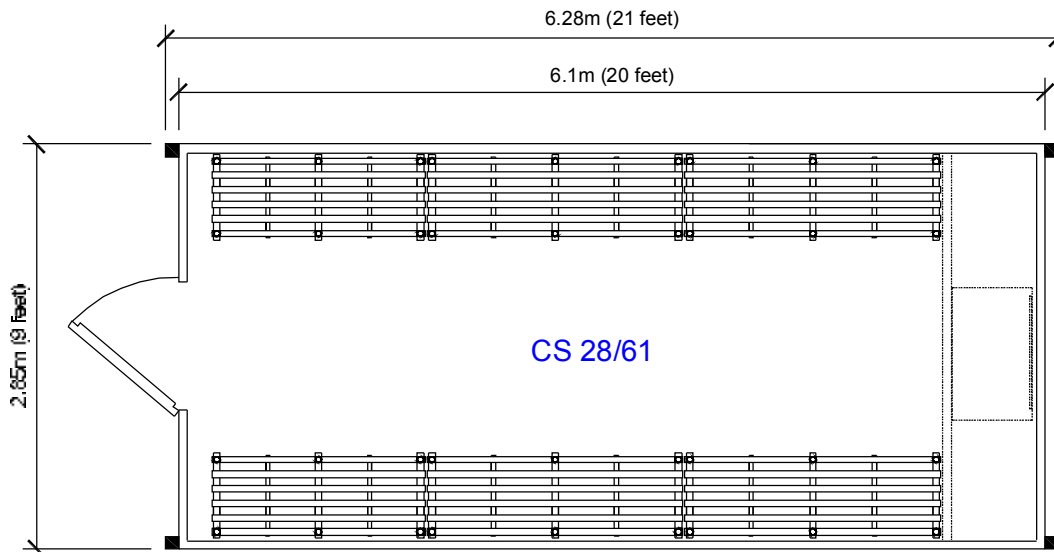 6.28m (21 feet)
6.1m (20 feet)
2.85m (9 feet)
CS 28/61